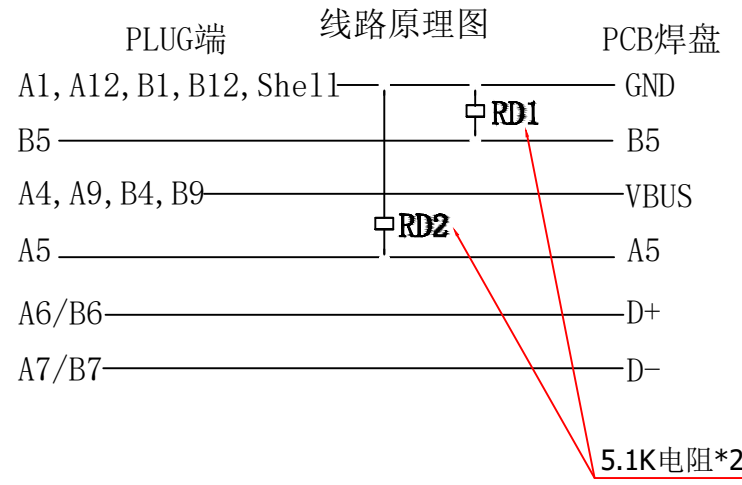 线路原理图
PLUG端 PCB焊盘
A1,A12,B1,B12,Shell GND
RD1
B5 B5
A4,A9,B4,B9 VBUS
RD2
A5 A5
A6/B6 D+
A7/B7 D-
5.1K电阻*2